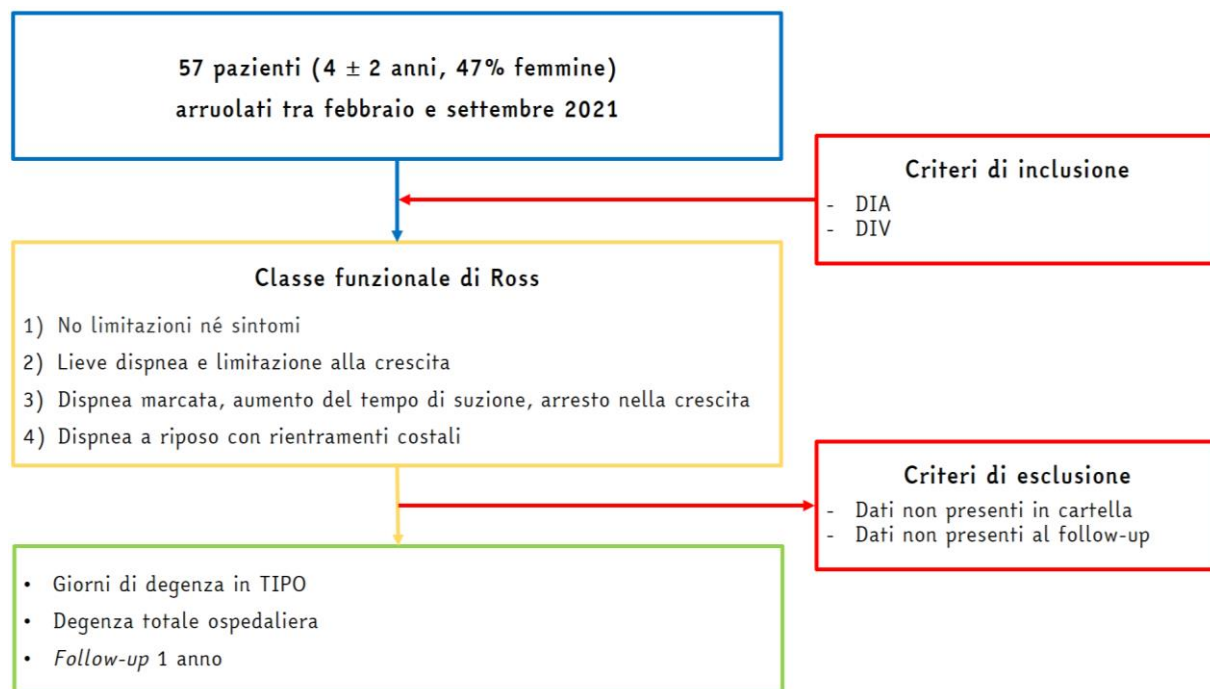 57 pazienti (4 ± 2 anni, 47% femmine)
arruolati tra febbraio e settembre 2021
Criteri di inclusione
- DIA
- DIV
Classe funzionale di Ross
1) No limitazioni né sintomi
2) Lieve dispnea e limitazione alla crescita
3) Dispnea marcata, aumento del tempo di suzione, arresto nella crescita
4) Dispnea a riposo con rientramenti costali
Criteri di esclusione
- Dati non presenti in cartella
- Dati non presenti al follow-up
• Giorni di degenza in TIPO
• Degenza totale ospedaliera
• Follow-up 1 anno